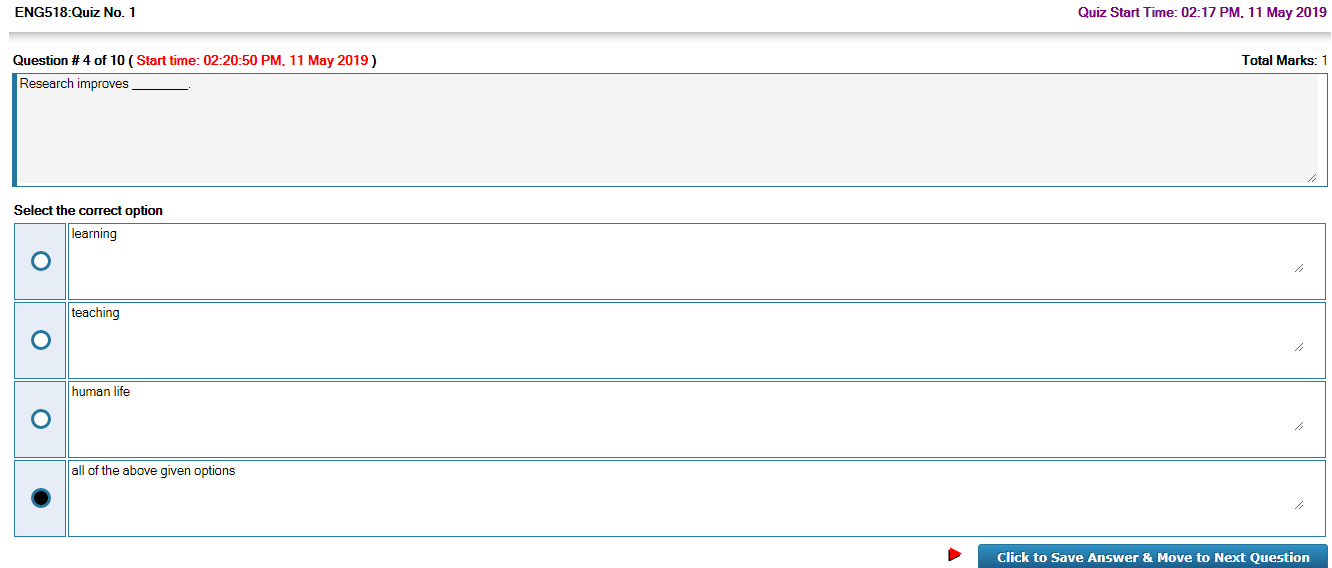 ENG518:Quiz No. 1
Quiz Start Time: 02:17 PM, 11 May 2019
Question # 4 of 10 ( Start time: 02:20:50 PM, 11 May 2019 )
Total Marks: 1
Research improves ________.
Select the correct option
learning
teaching
human life
all of the above given options
Click to Save Answer & Move to Next Question